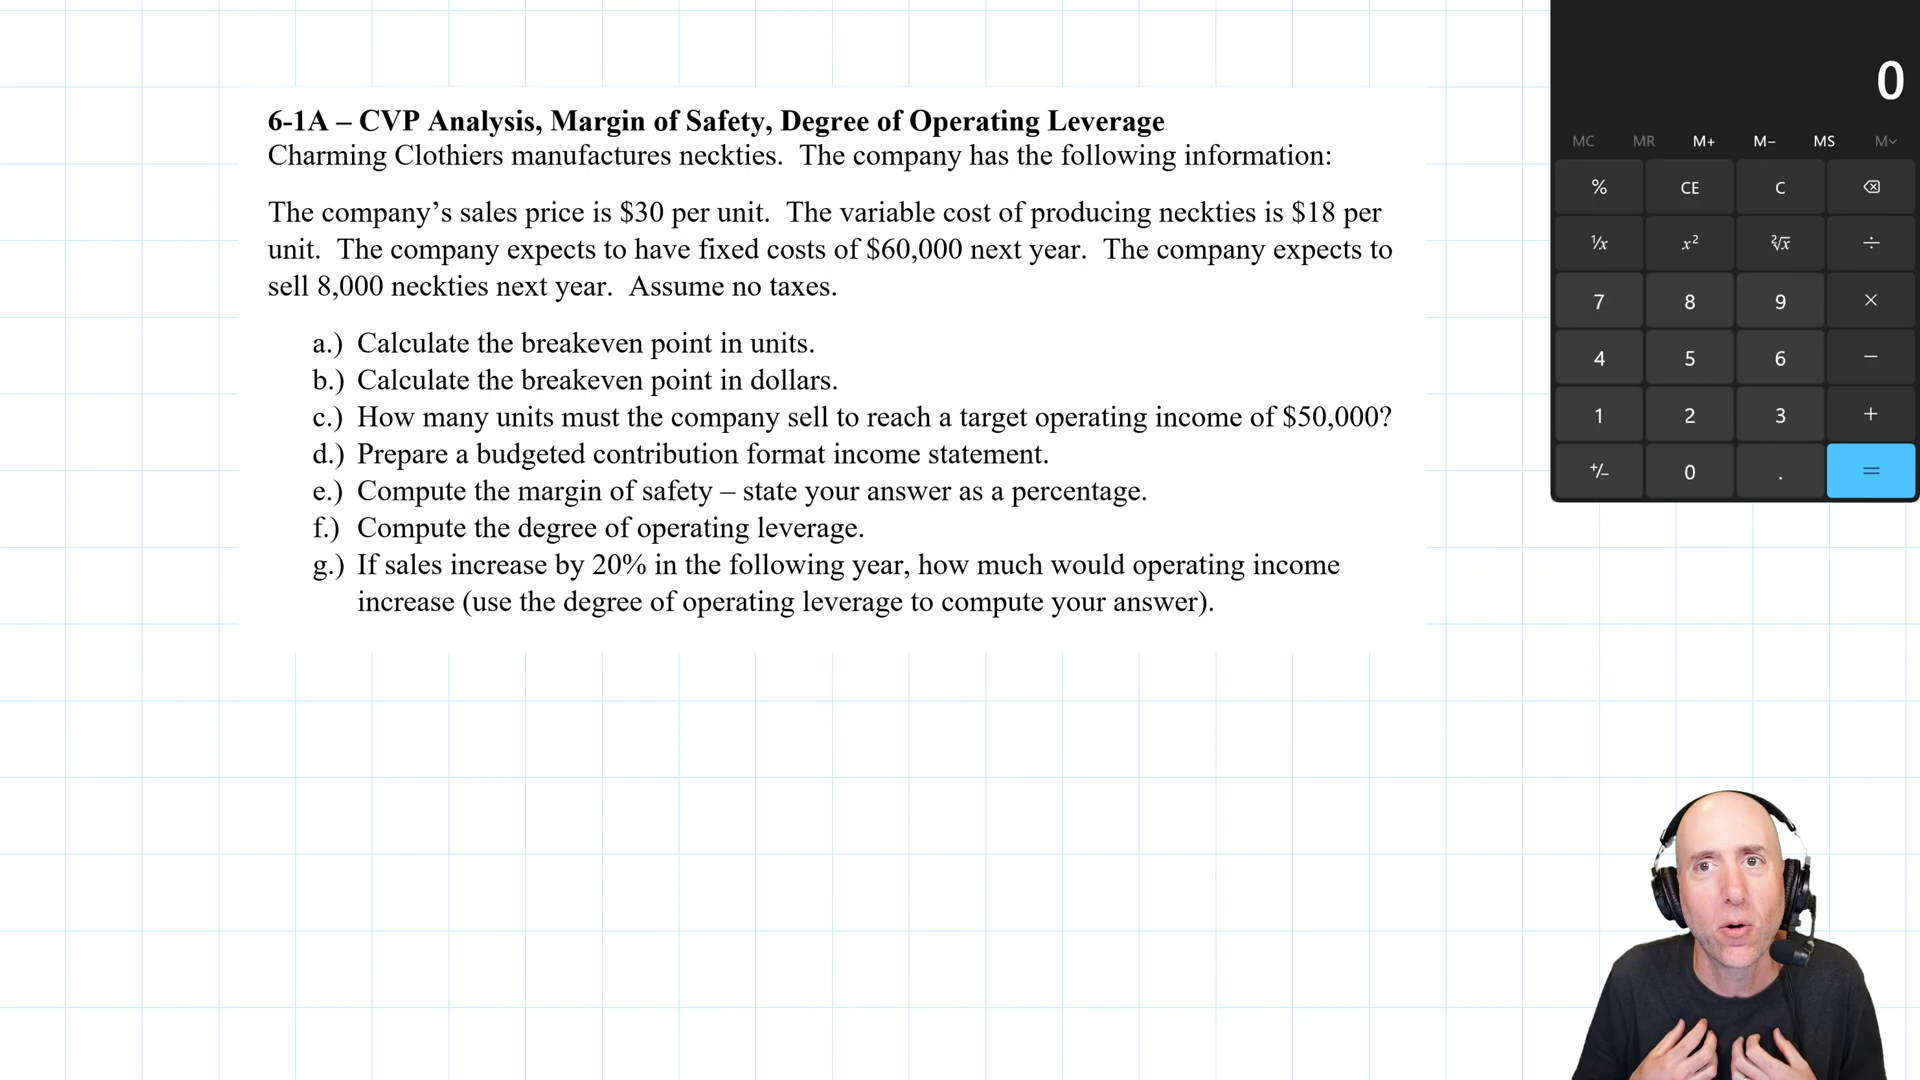 6-1A – CVP Analysis, Margin of Safety, Degree of Operating Leverage
Charming Clothiers manufactures neckties. The company has the following information:
The company’s sales price is $30 per unit. The variable cost of producing neckties is $18 per
unit. The company expects to have fixed costs of $60,000 next year. The company expects to
sell 8,000 neckties next year. Assume no taxes.
a.) Calculate the breakeven point in units.
b.) Calculate the breakeven point in dollars.
c.) How many units must the company sell to reach a target operating income of $50,000?
d.) Prepare a budgeted contribution format income statement.
e.) Compute the margin of safety – state your answer as a percentage.
f.) Compute the degree of operating leverage.
g.) If sales increase by 20% in the following year, how much would operating income
increase (use the degree of operating leverage to compute your answer).
0
MC MR M+ M− MS M˅
% CE C ⌫
¹/x x² ²√x ÷
7 8 9 ×
4 5 6 −
1 2 3 +
+/− 0 . =